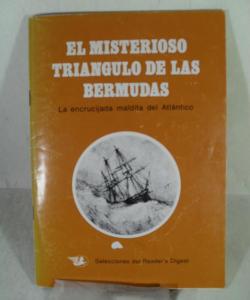 EL MISTERIOSO
TRIANGULO DE LAS
BERMUDAS
La encrucijada maldita del Atlántico
Selecciones del Reader's Digest